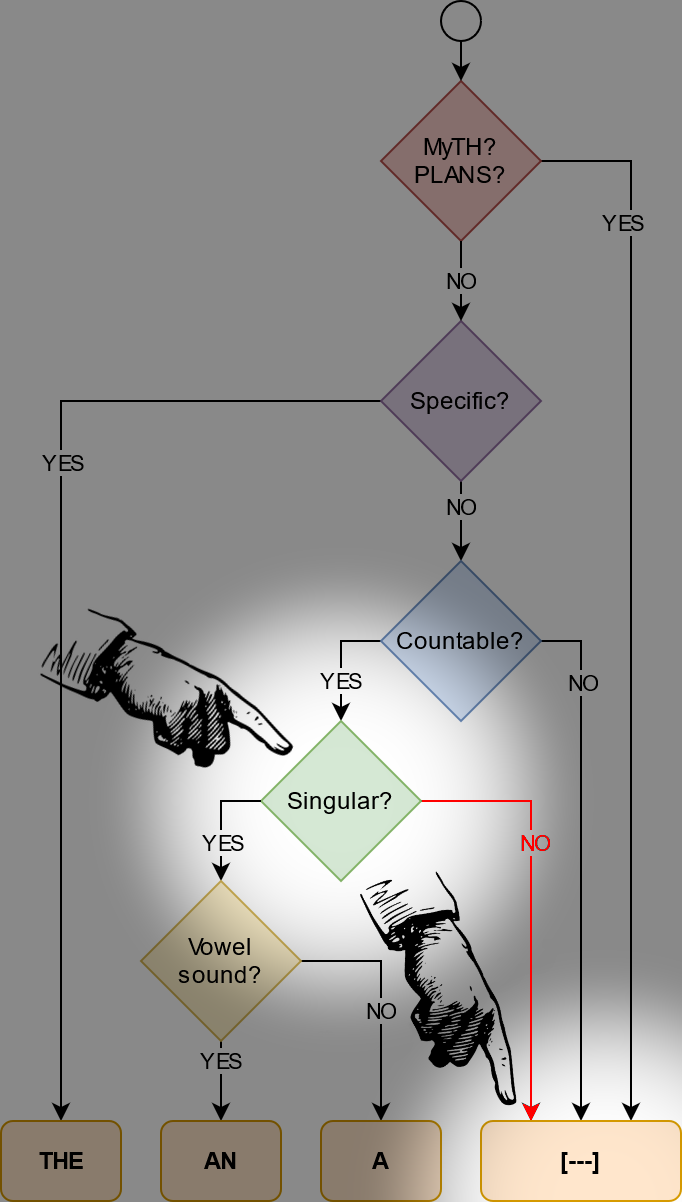 MyTH?
PLANS?
YES
NO
Specific?
YES
NO
Countable?
YES
NO
Singular?
YES
NO
Vowel
sound?
NO
YES
THE
AN
A
[---]